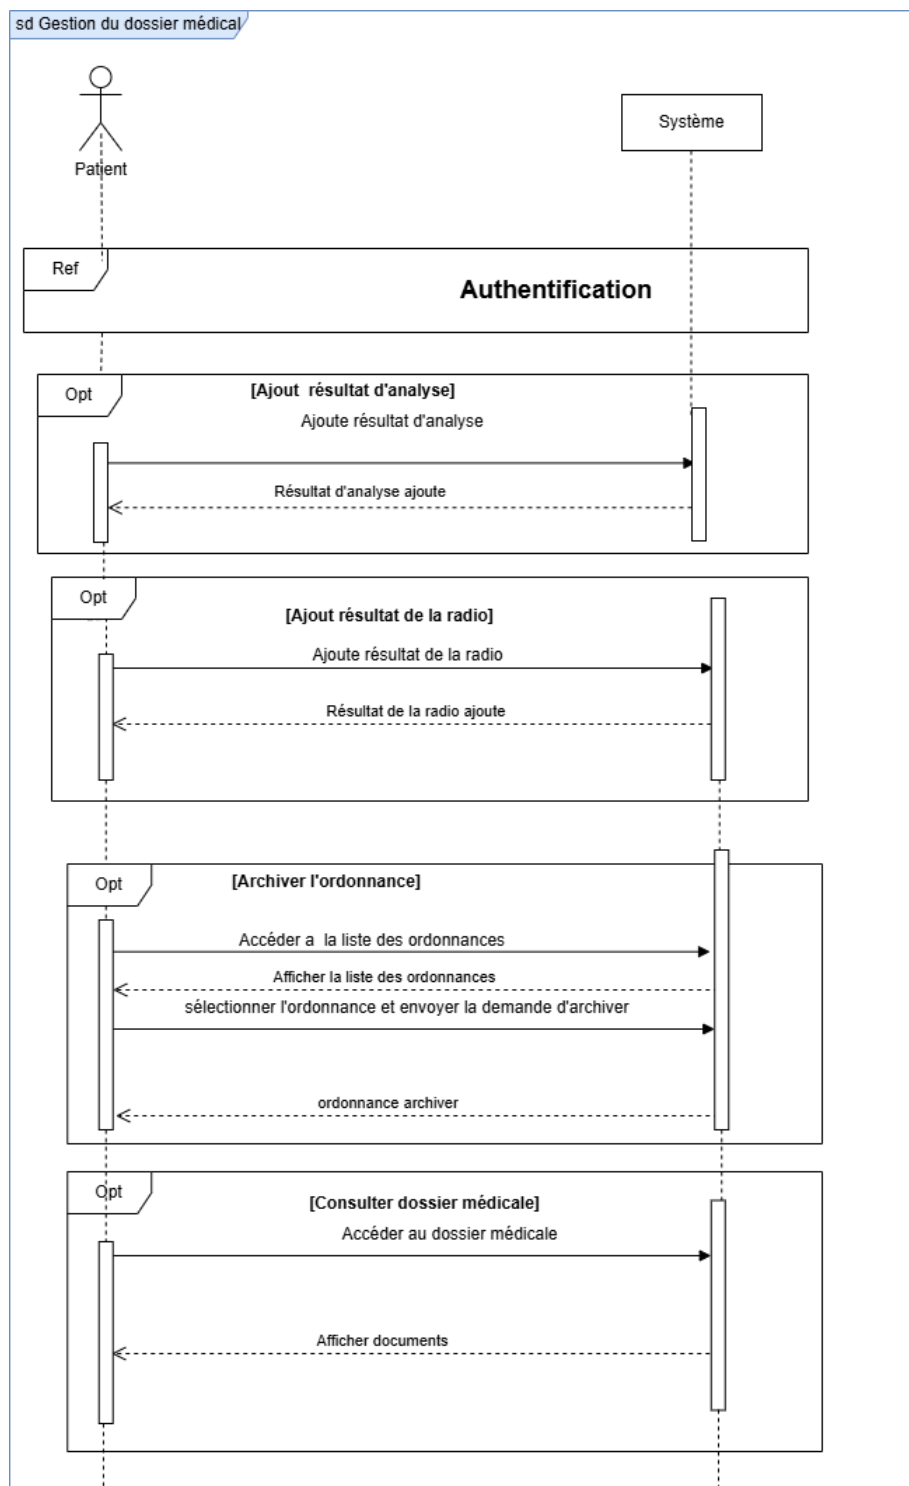 sd Gestion du dossier médical
Patient
Système
Ref
Authentification
Opt
[Ajout résultat d'analyse]
Ajoute résultat d'analyse
Résultat d'analyse ajoute
Opt
[Ajout résultat de la radio]
Ajoute résultat de la radio
Résultat de la radio ajoute
Opt
[Archiver l'ordonnance]
Accéder a la liste des ordonnances
Afficher la liste des ordonnances
sélectionner l'ordonnance et envoyer la demande d'archiver
ordonnance archiver
Opt
[Consulter dossier médicale]
Accéder au dossier médicale
Afficher documents